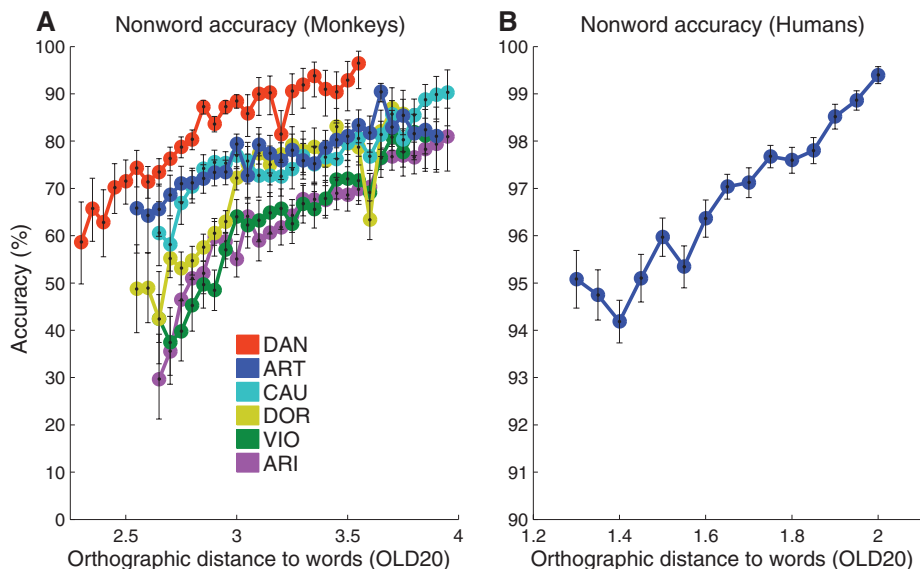 A
Nonword accuracy (Monkeys)
Accuracy (%)
100
90
80
70
60
50
40
30
20
10
0
DAN
ART
CAU
DOR
VIO
ARI
2.5
3
3.5
4
Orthographic distance to words (OLD20)
B
Nonword accuracy (Humans)
100
99
98
97
96
95
94
93
92
91
90
1.2
1.4
1.6
1.8
2
Orthographic distance to words (OLD20)